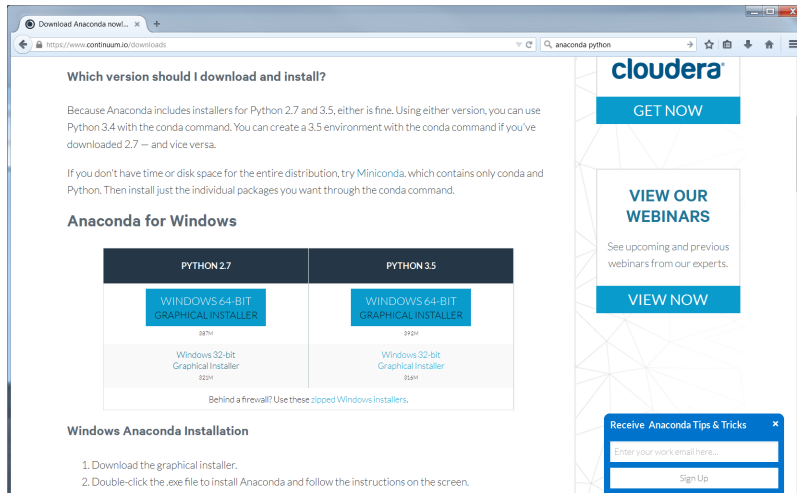 Download Anaconda now!...
https://www.continuum.io/downloads
anaconda python
Which version should I download and install?
Because Anaconda includes installers for Python 2.7 and 3.5, either is fine. Using either version, you can use
Python 3.4 with the conda command. You can create a 3.5 environment with the conda command if you've
downloaded 2.7 — and vice versa.
If you don't have time or disk space for the entire distribution, try Miniconda. which contains only conda and
Python. Then install just the individual packages you want through the conda command.
Anaconda for Windows
PYTHON 2.7
PYTHON 3.5
WINDOWS 64-BIT
GRAPHICAL INSTALLER
387M
WINDOWS 64-BIT
GRAPHICAL INSTALLER
392M
Windows 32-bit
Graphical Installer
321M
Windows 32-bit
Graphical Installer
316M
Behind a firewall? Use these zipped Windows installers.
Windows Anaconda Installation
1. Download the graphical installer.
2. Double-click the .exe file to install Anaconda and follow the instructions on the screen.
cloudera
GET NOW
VIEW OUR
WEBINARS
See upcoming and previous
webinars from our experts.
VIEW NOW
Receive Anaconda Tips & Tricks
Enter your work email here...
Sign Up